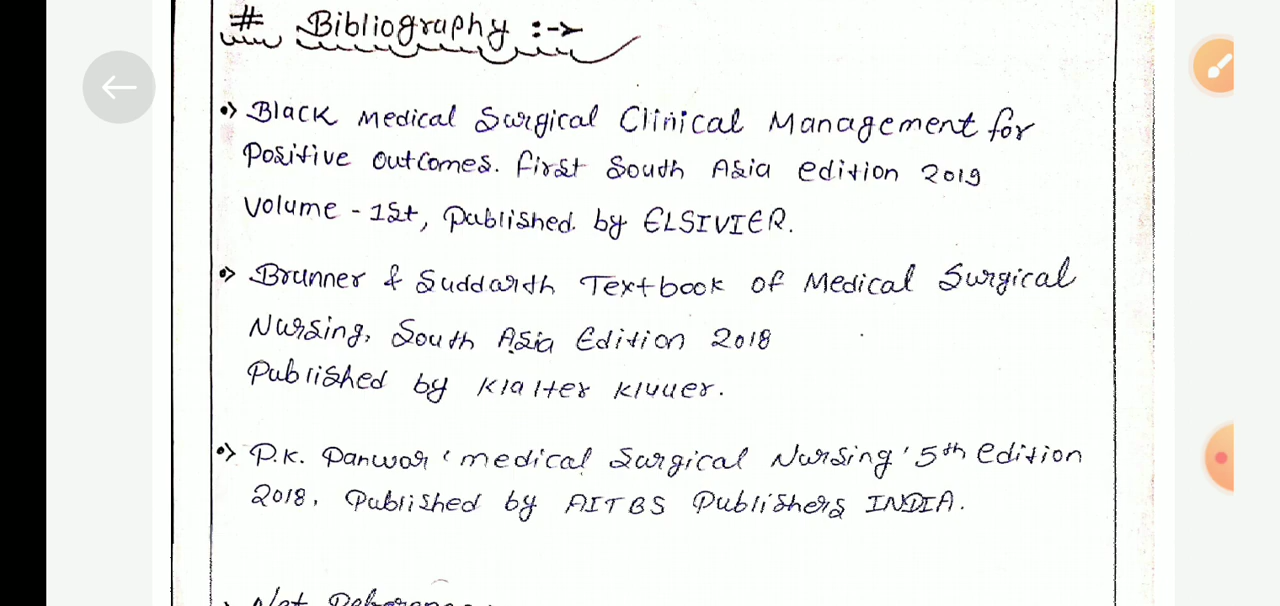 # Bibliography :->
•> Black Medical Surgical Clinical Management for
Positive outcomes. first South Asia edition 2019
volume - 1St, Published. by ELSIVIER.
•> Brunner & Suddarth Textbook of Medical Surgical
Nursing, South Asia Edition 2018
Published by Klalter Kluuer.
•> P.K. Panwar ' medical Surgical Nursing ' 5th Edition
2018, Published by AITBS Publishers INDIA.